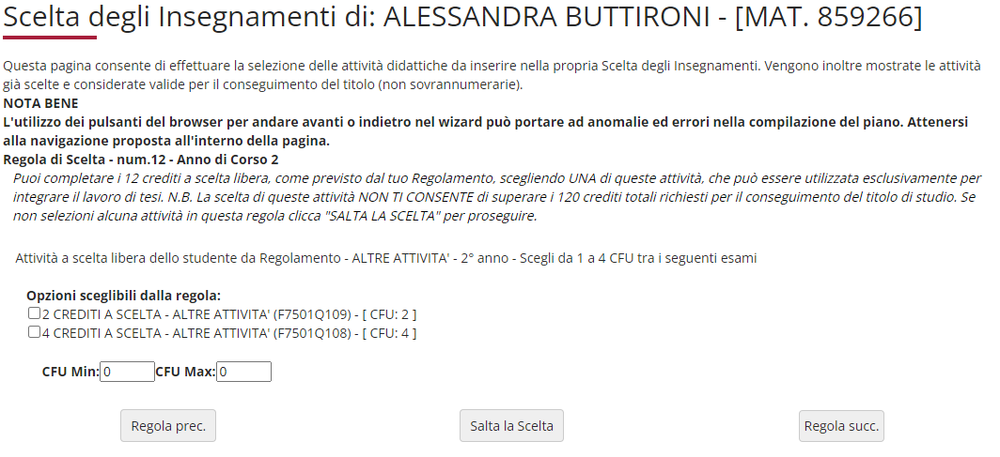 Scelta degli Insegnamenti di: ALESSANDRA BUTTIRONI - [MAT. 859266]
Questa pagina consente di effettuare la selezione delle attività didattiche da inserire nella propria Scelta degli Insegnamenti. Vengono inoltre mostrate le attività
già scelte e considerate valide per il conseguimento del titolo (non sovrannumerarie).
NOTA BENE
L'utilizzo dei pulsanti del browser per andare avanti o indietro nel wizard può portare ad anomalie ed errori nella compilazione del piano. Attenersi
alla navigazione proposta all'interno della pagina.
Regola di Scelta - num.12 - Anno di Corso 2
Puoi completare i 12 crediti a scelta libera, come previsto dal tuo Regolamento, scegliendo UNA di queste attività, che può essere utilizzata esclusivamente per
integrare il lavoro di tesi. N.B. La scelta di queste attività NON TI CONSENTE di superare i 120 crediti totali richiesti per il conseguimento del titolo di studio. Se
non selezioni alcuna attività in questa regola clicca "SALTA LA SCELTA" per proseguire.
Attività a scelta libera dello studente da Regolamento - ALTRE ATTIVITA' - 2° anno - Scegli da 1 a 4 CFU tra i seguenti esami
Opzioni sceglibili dalla regola:
2 CREDITI A SCELTA - ALTRE ATTIVITA' (F7501Q109) - [ CFU: 2 ]
4 CREDITI A SCELTA - ALTRE ATTIVITA' (F7501Q108) - [ CFU: 4 ]
CFU Min: 0 CFU Max: 0
Regola prec. Salta la Scelta Regola succ.